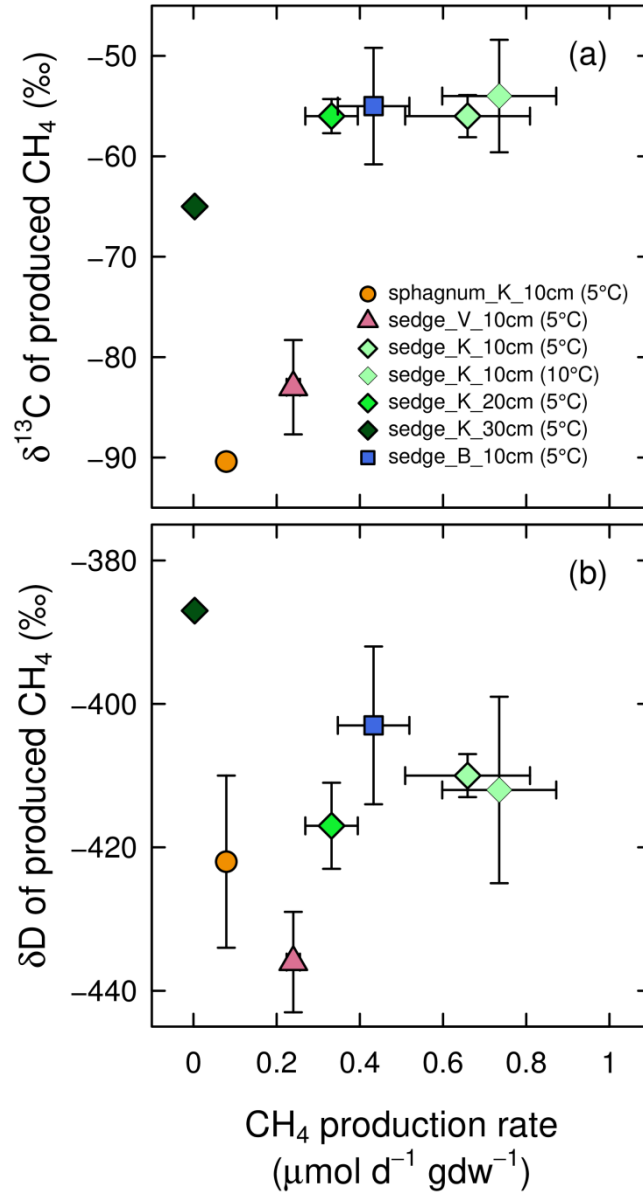 (a)
δ¹³C of produced CH₄ (‰)
−50
−60
−70
−80
−90
sphagnum_K_10cm (5°C)
sedge_V_10cm (5°C)
sedge_K_10cm (5°C)
sedge_K_10cm (10°C)
sedge_K_20cm (5°C)
sedge_K_30cm (5°C)
sedge_B_10cm (5°C)
(b)
δD of produced CH₄ (‰)
−380
−400
−420
−440
0 0.2 0.4 0.6 0.8 1
CH₄ production rate
(μmol d⁻¹ gdw⁻¹)